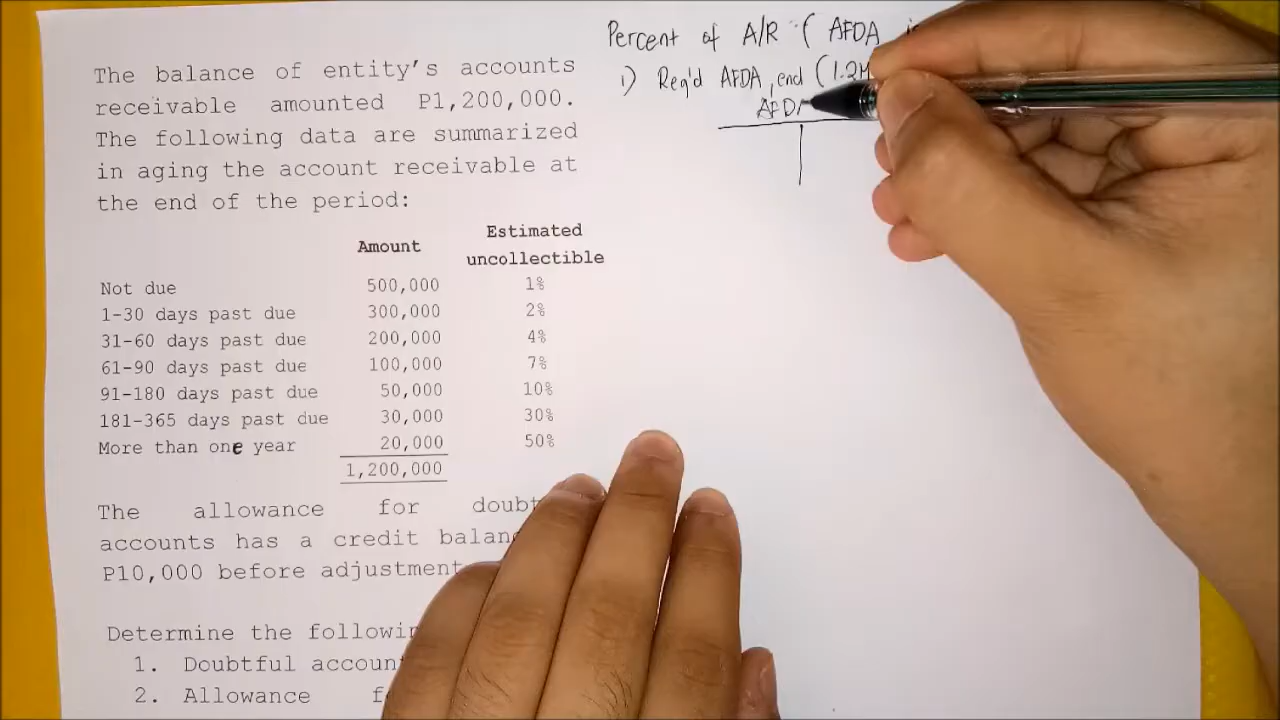 The balance of entity's accounts
receivable amounted P1,200,000.
The following data are summarized
in aging the account receivable at
the end of the period:
Amount Estimated uncollectible
Not due 500,000 1%
1-30 days past due 300,000 2%
31-60 days past due 200,000 4%
61-90 days past due 100,000 7%
91-180 days past due 50,000 10%
181-365 days past due 30,000 30%
More than one year 20,000 50%
1,200,000
The allowance for
accounts has a credit
P10,000 before adjustment
Determine the
1. Doubtful
2. Allowance
Percent of A/R (AFDA
1) Req'd AFDA, end (1.2M
AFDA